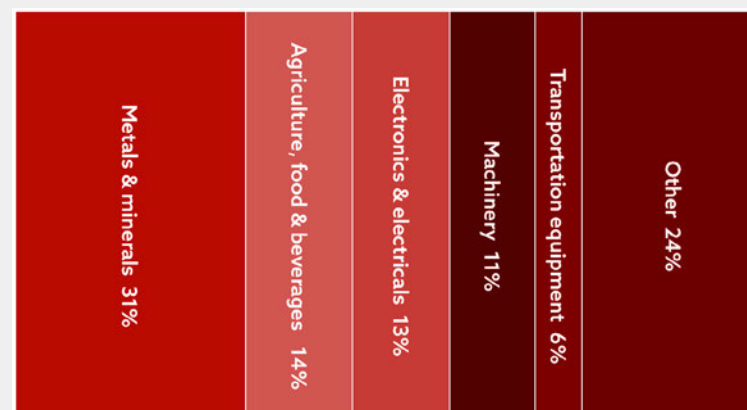 Metals & minerals 31%
Agriculture, food & beverages 14%
Electronics & electricals 13%
Machinery 11%
Transportation equipment 6%
Other 24%